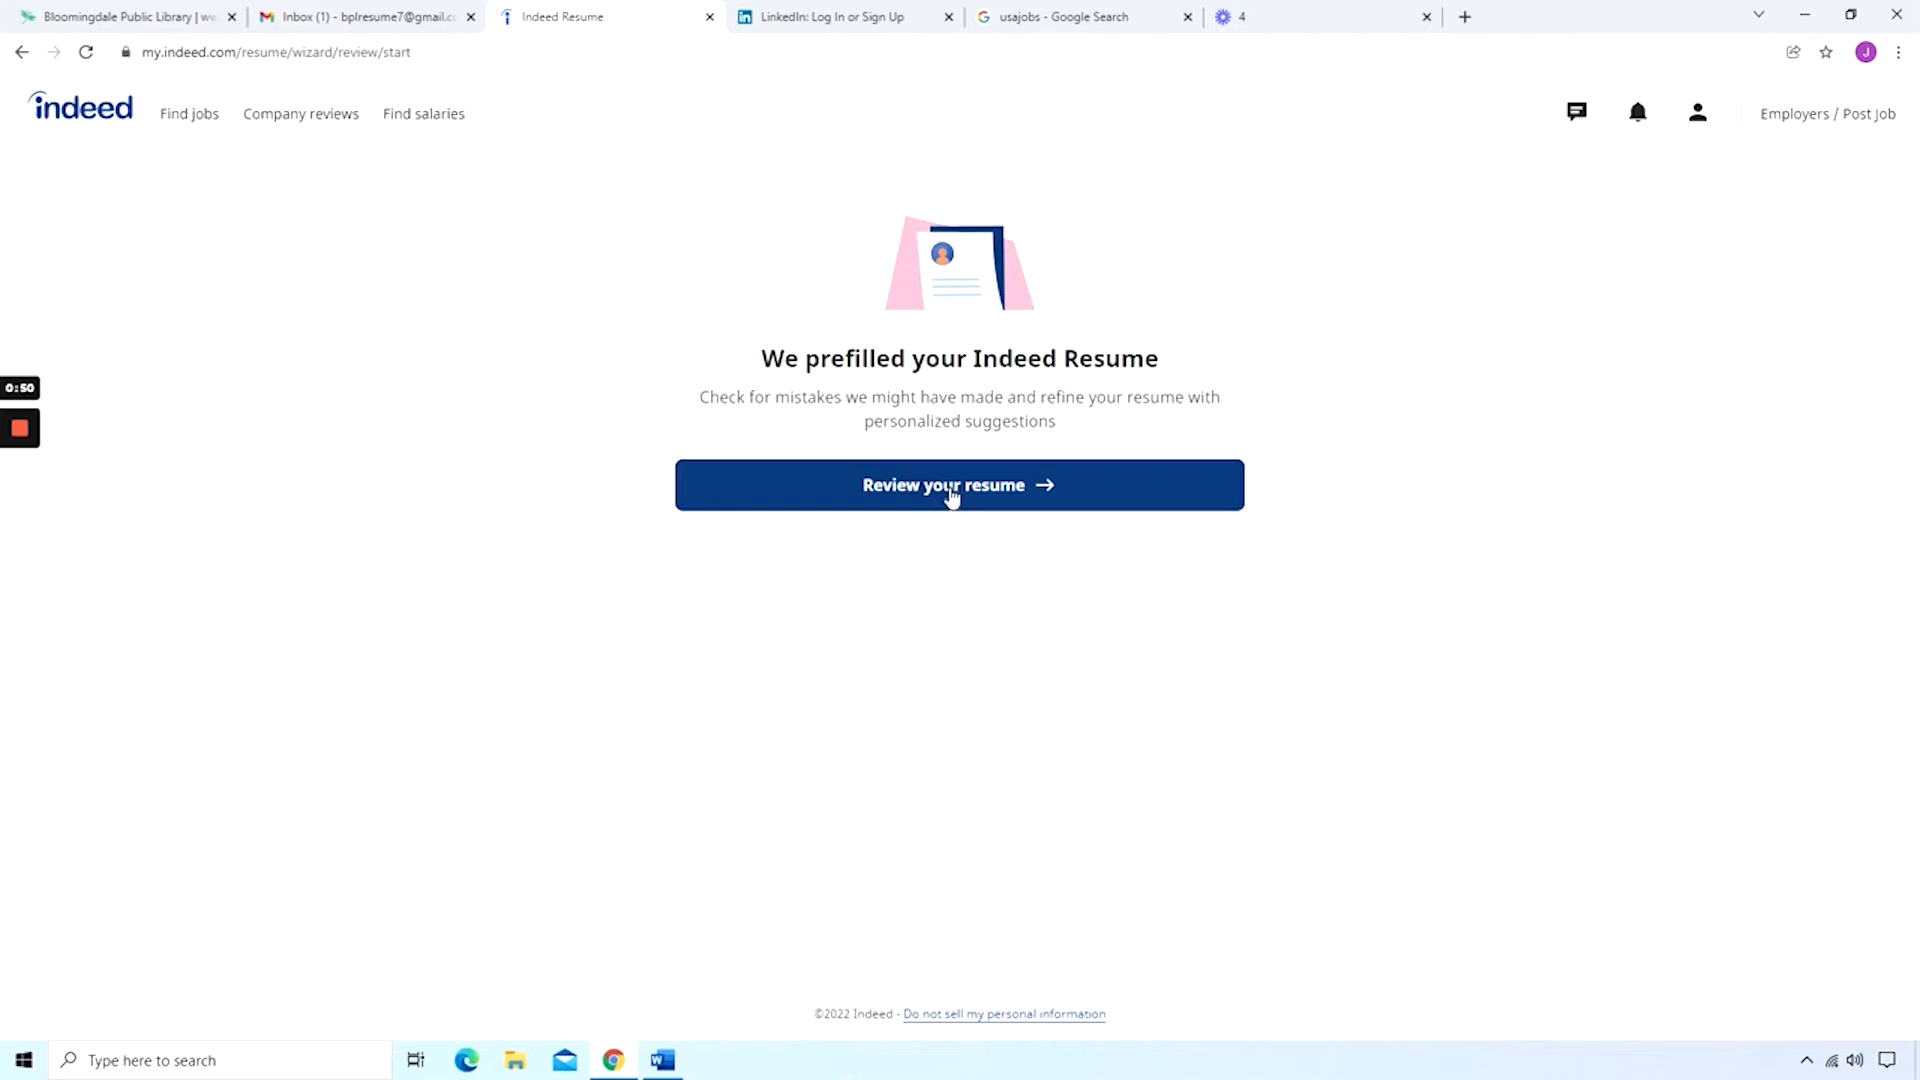 Bloomingdale Public Library | ww
Inbox (1) - bplresume7@gmail.c
Indeed Resume
LinkedIn: Log In or Sign Up
usajobs - Google Search
4
my.indeed.com/resume/wizard/review/start
J
indeed
Find jobs
Company reviews
Find salaries
Employers / Post Job
We prefilled your Indeed Resume
0:50
Check for mistakes we might have made and refine your resume with
personalized suggestions
Review your resume
©2022 Indeed - Do not sell my personal information
Type here to search